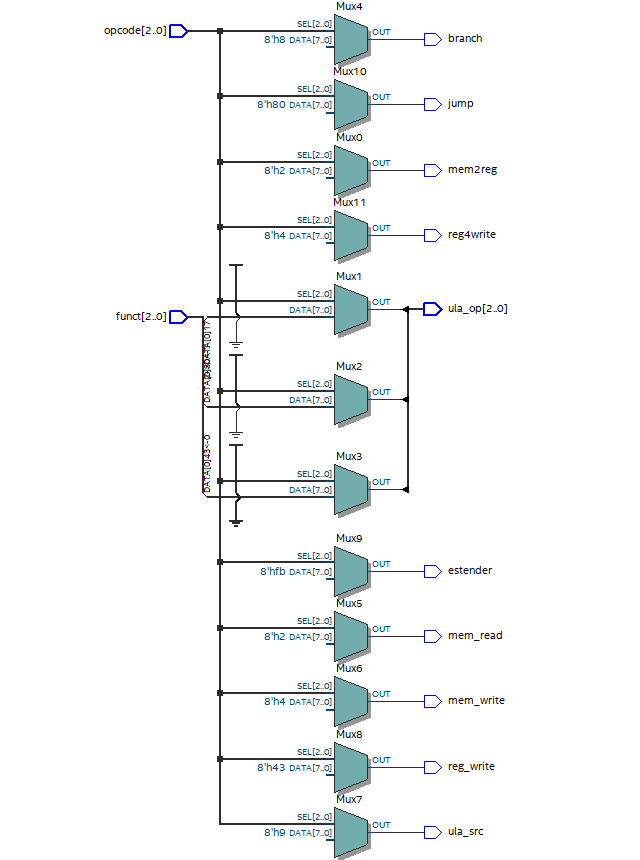 Mux4
opcode[2..0]
SEL[2..0]
8'h8 DATA[7..0]
OUT
branch
Mux10
SEL[2..0]
8'h80 DATA[7..0]
OUT
jump
Mux0
SEL[2..0]
8'h2 DATA[7..0]
OUT
mem2reg
Mux11
SEL[2..0]
8'h4 DATA[7..0]
OUT
reg4write
Mux1
SEL[2..0]
DATA[7..0]
OUT
ula_op[2..0]
funct[2..0]
Mux2
SEL[2..0]
DATA[7..0]
OUT
DATA[0]43<-0
Mux3
SEL[2..0]
DATA[7..0]
OUT
Mux9
SEL[2..0]
8'hfb DATA[7..0]
OUT
estender
Mux5
SEL[2..0]
8'h2 DATA[7..0]
OUT
mem_read
Mux6
SEL[2..0]
8'h4 DATA[7..0]
OUT
mem_write
Mux8
SEL[2..0]
8'h43 DATA[7..0]
OUT
reg_write
Mux7
SEL[2..0]
8'h9 DATA[7..0]
OUT
ula_src